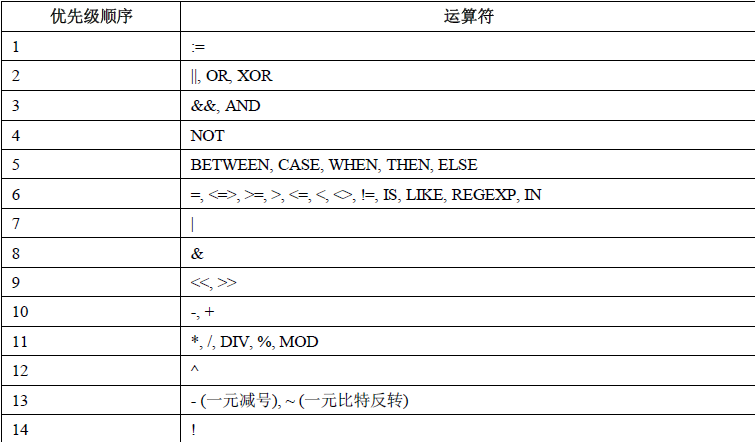 优先级顺序 运算符
1 :=
2 ||, OR, XOR
3 &&, AND
4 NOT
5 BETWEEN, CASE, WHEN, THEN, ELSE
6 =, <=>, >=, >, <=, <, <>, !=, IS, LIKE, REGEXP, IN
7 |
8 &
9 <<, >>
10 -, +
11 *, /, DIV, %, MOD
12 ^
13 - (一元减号), ~ (一元比特反转)
14 !